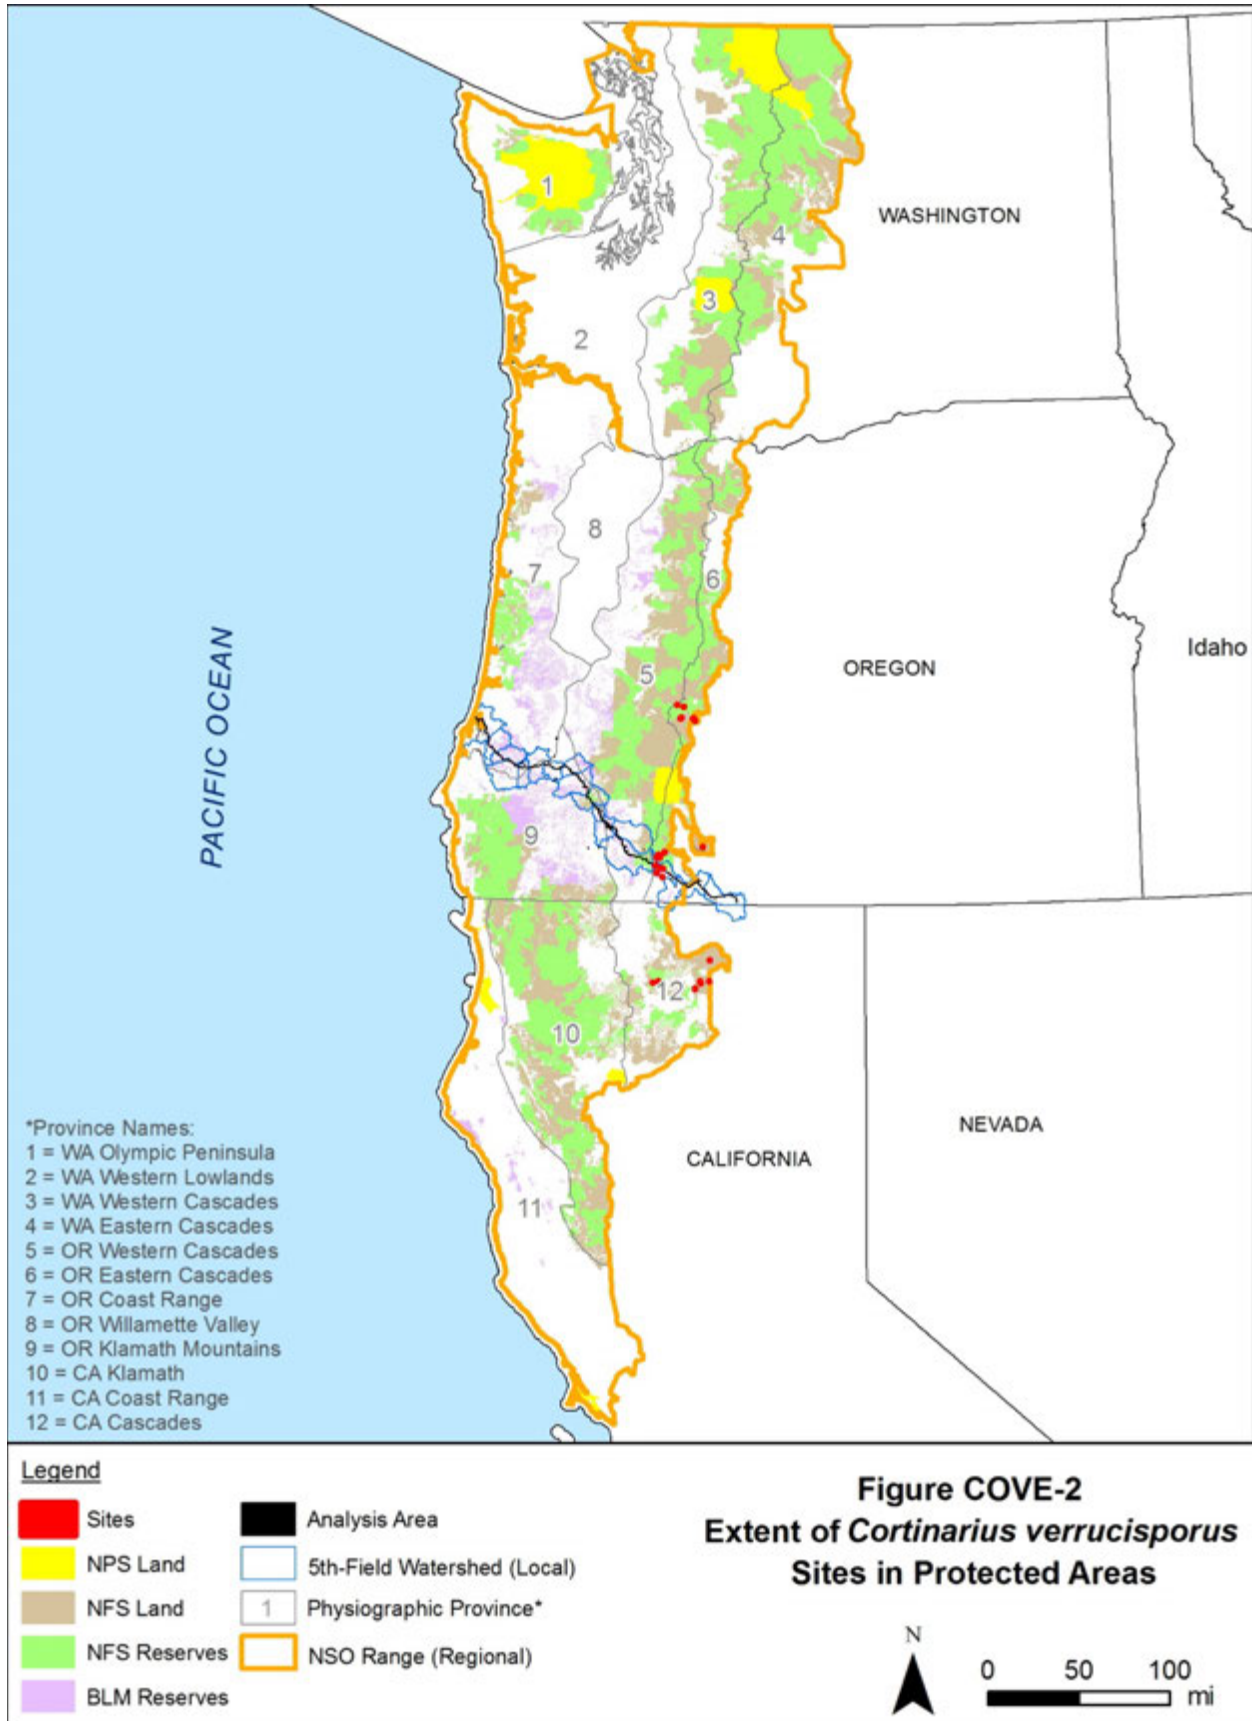 WASHINGTON
1
4
3
2
8
7
6
5
OREGON
Idaho
PACIFIC OCEAN
9
12
10
11
CALIFORNIA
NEVADA
*Province Names:
1 = WA Olympic Peninsula
2 = WA Western Lowlands
3 = WA Western Cascades
4 = WA Eastern Cascades
5 = OR Western Cascades
6 = OR Eastern Cascades
7 = OR Coast Range
8 = OR Willamette Valley
9 = OR Klamath Mountains
10 = CA Klamath
11 = CA Coast Range
12 = CA Cascades
Legend
Sites
NPS Land
NFS Land
NFS Reserves
BLM Reserves
Analysis Area
5th-Field Watershed (Local)
1 Physiographic Province*
NSO Range (Regional)
Figure COVE-2
Extent of Cortinarius verrucisporus
Sites in Protected Areas
N
0 50 100
mi